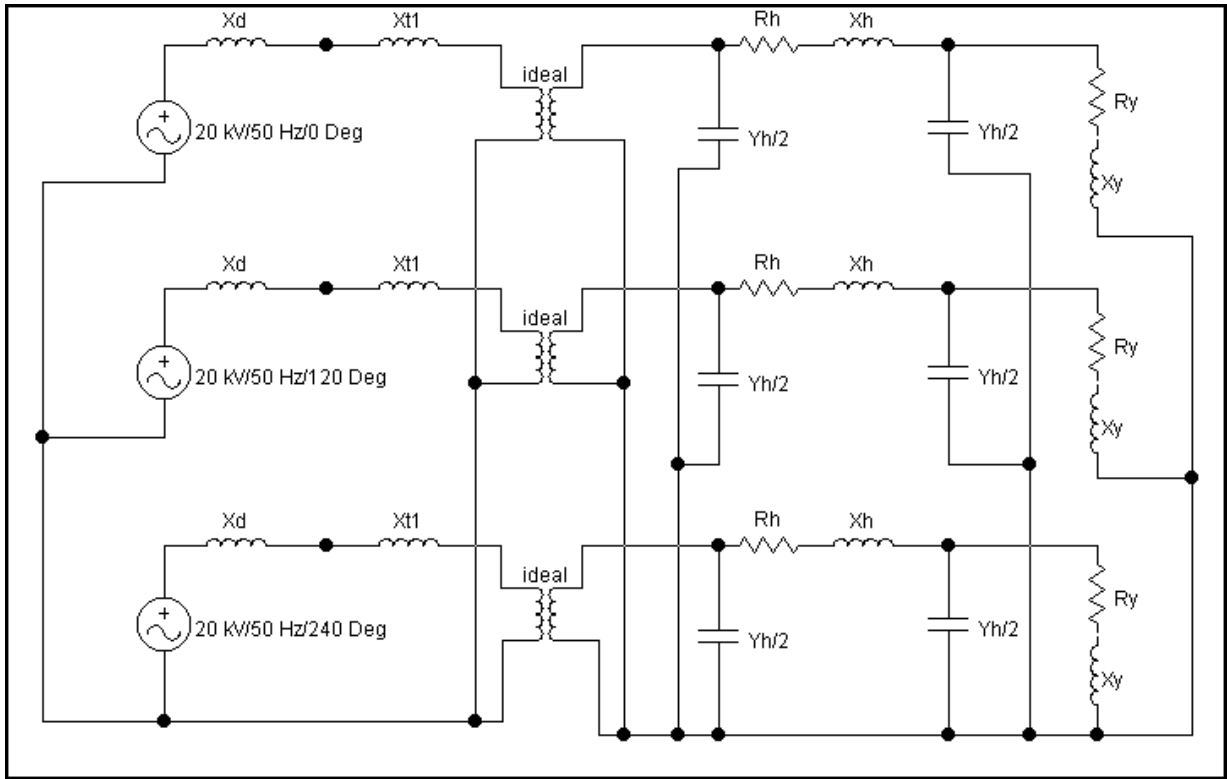 Xd Xt1 Rh Xh
ideal
Ry
20 kV/50 Hz/0 Deg
Yh/2 Yh/2
Xy
Xd Xt1 Rh Xh
ideal
Ry
20 kV/50 Hz/120 Deg
Yh/2 Yh/2
Xy
Xd Xt1 Rh Xh
ideal
Ry
20 kV/50 Hz/240 Deg
Yh/2 Yh/2
Xy